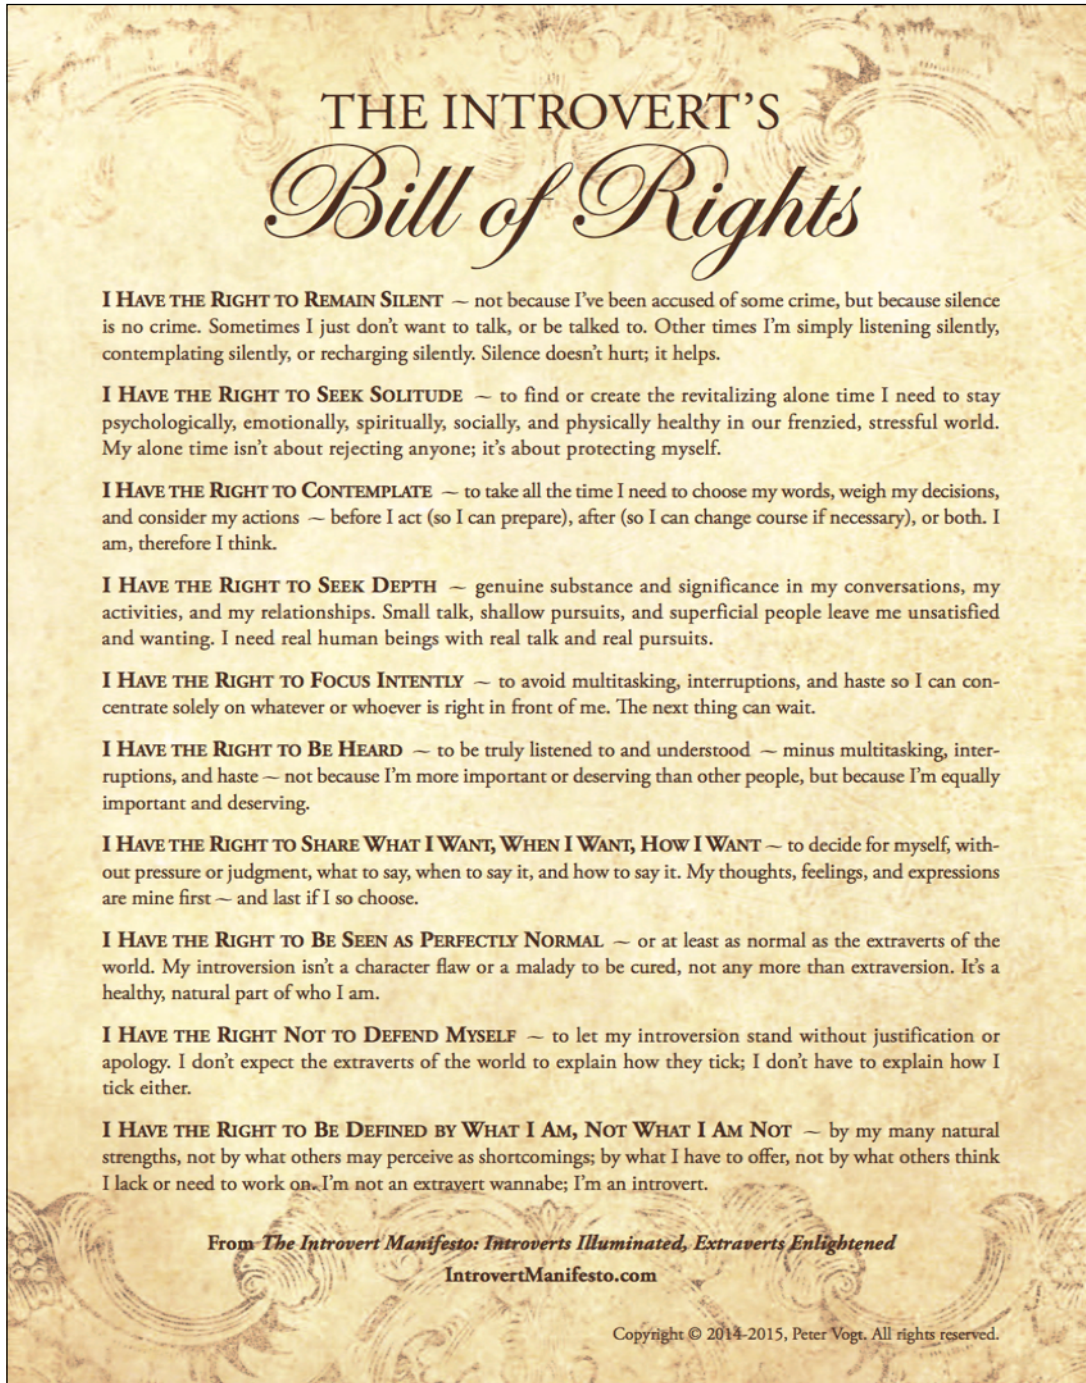 THE INTROVERT'S
Bill of Rights
I HAVE THE RIGHT TO REMAIN SILENT ~ not because I've been accused of some crime, but because silence
is no crime. Sometimes I just don't want to talk, or be talked to. Other times I'm simply listening silently,
contemplating silently, or recharging silently. Silence doesn't hurt; it helps.
I HAVE THE RIGHT TO SEEK SOLITUDE ~ to find or create the revitalizing alone time I need to stay
psychologically, emotionally, spiritually, socially, and physically healthy in our frenzied, stressful world.
My alone time isn't about rejecting anyone; it's about protecting myself.
I HAVE THE RIGHT TO CONTEMPLATE ~ to take all the time I need to choose my words, weigh my decisions,
and consider my actions ~ before I act (so I can prepare), after (so I can change course if necessary), or both. I
am, therefore I think.
I HAVE THE RIGHT TO SEEK DEPTH ~ genuine substance and significance in my conversations, my
activities, and my relationships. Small talk, shallow pursuits, and superficial people leave me unsatisfied
and wanting. I need real human beings with real talk and real pursuits.
I HAVE THE RIGHT TO FOCUS INTENTLY ~ to avoid multitasking, interruptions, and haste so I can con-
centrate solely on whatever or whoever is right in front of me. The next thing can wait.
I HAVE THE RIGHT TO BE HEARD ~ to be truly listened to and understood ~ minus multitasking, inter-
ruptions, and haste ~ not because I'm more important or deserving than other people, but because I'm equally
important and deserving.
I HAVE THE RIGHT TO SHARE WHAT I WANT, WHEN I WANT, HOW I WANT ~ to decide for myself, with-
out pressure or judgment, what to say, when to say it, and how to say it. My thoughts, feelings, and expressions
are mine first ~ and last if I so choose.
I HAVE THE RIGHT TO BE SEEN AS PERFECTLY NORMAL ~ or at least as normal as the extraverts of the
world. My introversion isn't a character flaw or a malady to be cured, not any more than extraversion. It's a
healthy, natural part of who I am.
I HAVE THE RIGHT NOT TO DEFEND MYSELF ~ to let my introversion stand without justification or
apology. I don't expect the extraverts of the world to explain how they tick; I don't have to explain how I
tick either.
I HAVE THE RIGHT TO BE DEFINED BY WHAT I AM, NOT WHAT I AM NOT ~ by my many natural
strengths, not by what others may perceive as shortcomings; by what I have to offer, not by what others think
I lack or need to work on. I'm not an extravert wannabe; I'm an introvert.
From The Introvert Manifesto: Introverts Illuminated, Extraverts Enlightened
IntrovertManifesto.com
Copyright © 2014-2015, Peter Vogt. All rights reserved.